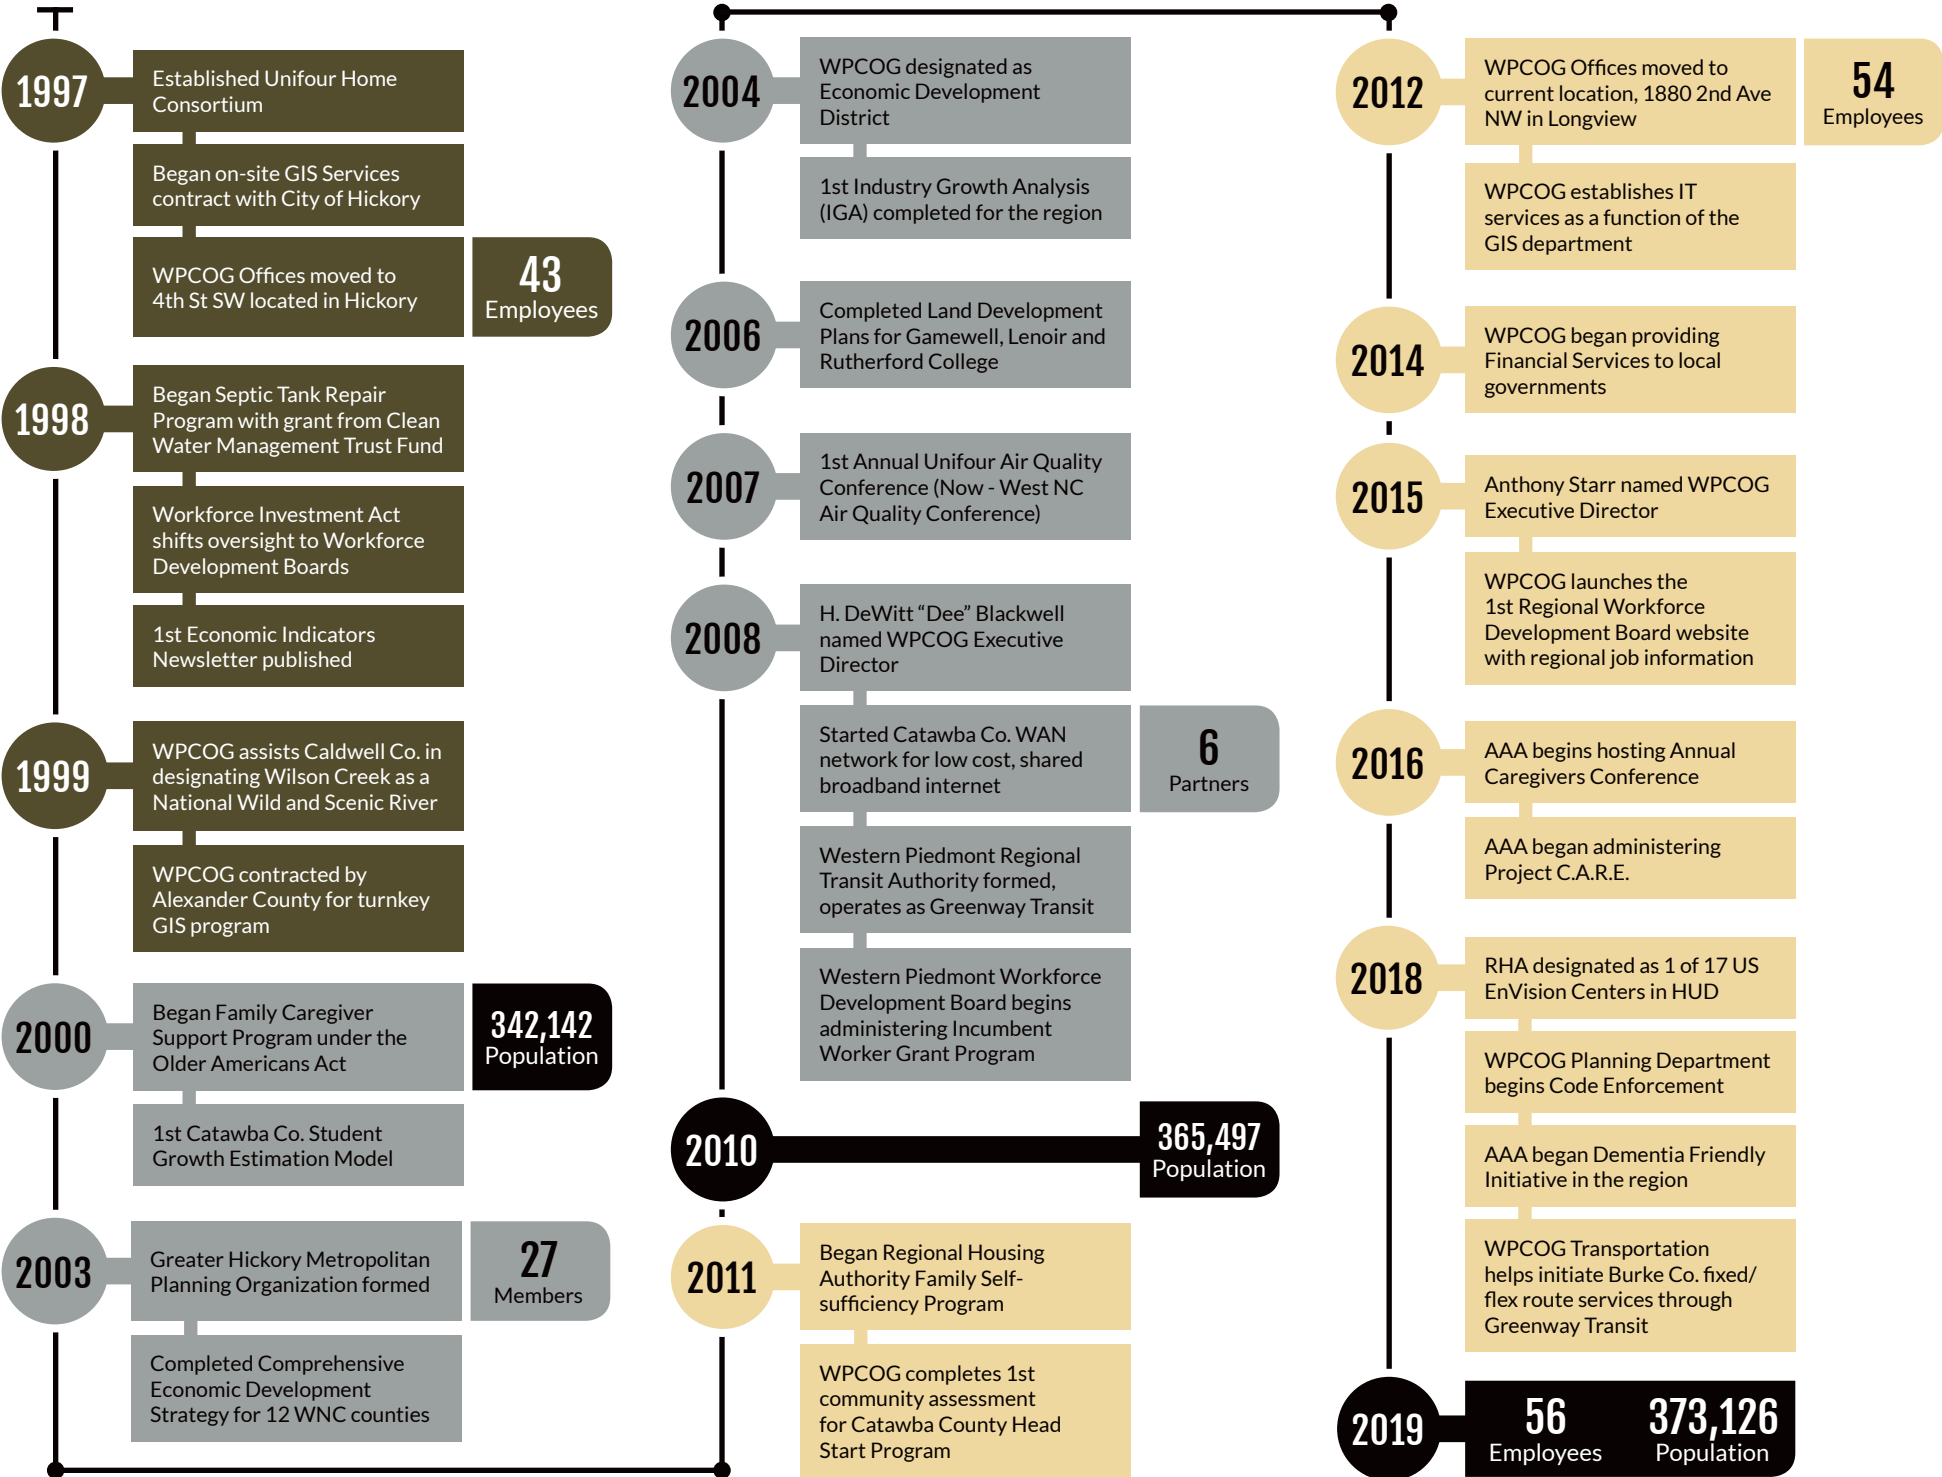 1997
Established Unifour Home
Consortium
Began on-site GIS Services
contract with City of Hickory
WPCOG Offices moved to
4th St SW located in Hickory
43
Employees
1998
Began Septic Tank Repair
Program with grant from Clean
Water Management Trust Fund
Workforce Investment Act
shifts oversight to Workforce
Development Boards
1st Economic Indicators
Newsletter published
1999
WPCOG assists Caldwell Co. in
designating Wilson Creek as a
National Wild and Scenic River
WPCOG contracted by
Alexander County for turnkey
GIS program
2000
Began Family Caregiver
Support Program under the
Older Americans Act
342,142
Population
1st Catawba Co. Student
Growth Estimation Model
2003
Greater Hickory Metropolitan
Planning Organization formed
27
Members
Completed Comprehensive
Economic Development
Strategy for 12 WNC counties
2004
WPCOG designated as
Economic Development
District
1st Industry Growth Analysis
(IGA) completed for the region
2006
Completed Land Development
Plans for Gamewell, Lenoir and
Rutherford College
2007
1st Annual Unifour Air Quality
Conference (Now - West NC
Air Quality Conference)
2008
H. DeWitt “Dee” Blackwell
named WPCOG Executive
Director
Started Catawba Co. WAN
network for low cost, shared
broadband internet
6
Partners
Western Piedmont Regional
Transit Authority formed,
operates as Greenway Transit
Western Piedmont Workforce
Development Board begins
administering Incumbent
Worker Grant Program
2010
365,497
Population
2011
Began Regional Housing
Authority Family Self-
sufficiency Program
WPCOG completes 1st
community assessment
for Catawba County Head
Start Program
2012
WPCOG Offices moved to
current location, 1880 2nd Ave
NW in Longview
54
Employees
WPCOG establishes IT
services as a function of the
GIS department
2014
WPCOG began providing
Financial Services to local
governments
2015
Anthony Starr named WPCOG
Executive Director
WPCOG launches the
1st Regional Workforce
Development Board website
with regional job information
2016
AAA begins hosting Annual
Caregivers Conference
AAA began administering
Project C.A.R.E.
2018
RHA designated as 1 of 17 US
EnVision Centers in HUD
WPCOG Planning Department
begins Code Enforcement
AAA began Dementia Friendly
Initiative in the region
WPCOG Transportation
helps initiate Burke Co. fixed/
flex route services through
Greenway Transit
2019
56
Employees
373,126
Population